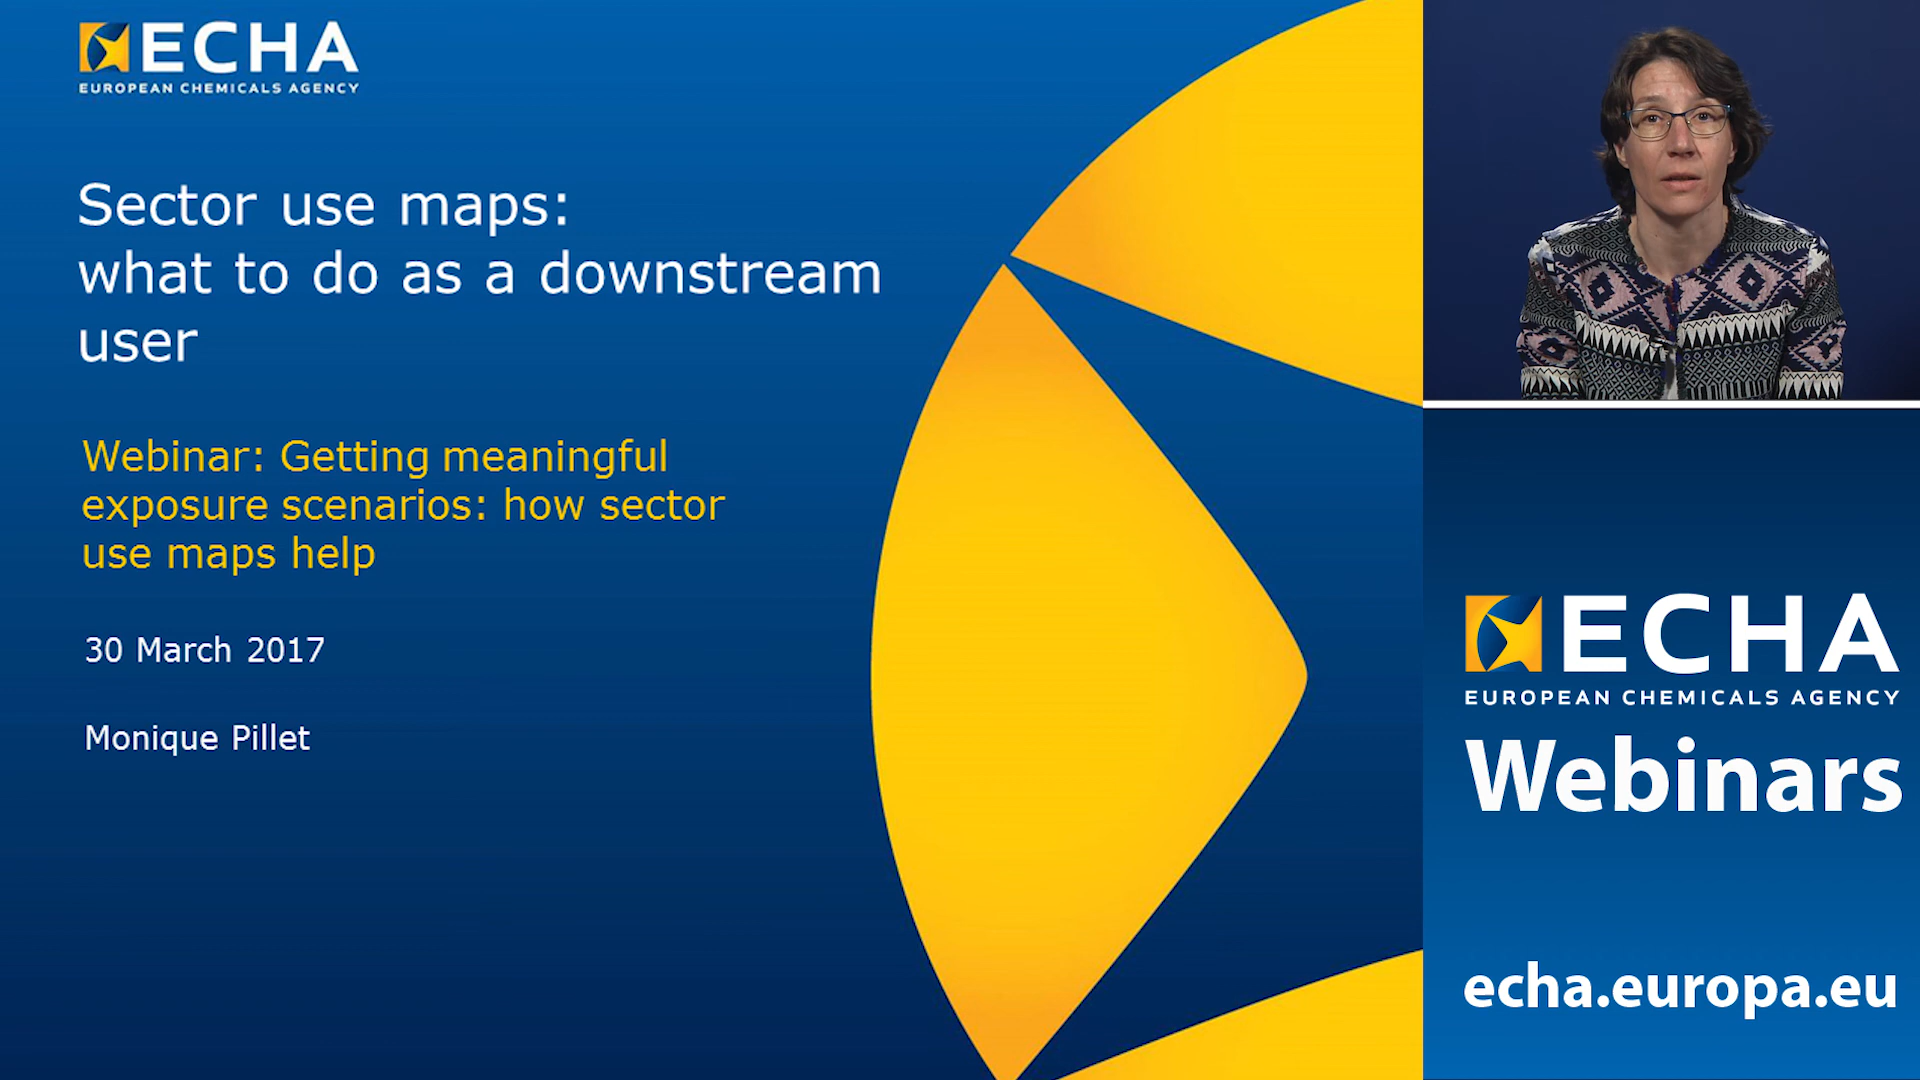 ECHA
EUROPEAN CHEMICALS AGENCY
Sector use maps:
what to do as a downstream
user
Webinar: Getting meaningful
exposure scenarios: how sector
use maps help
30 March 2017
Monique Pillet
ECHA
EUROPEAN CHEMICALS AGENCY
Webinars
echa.europa.eu